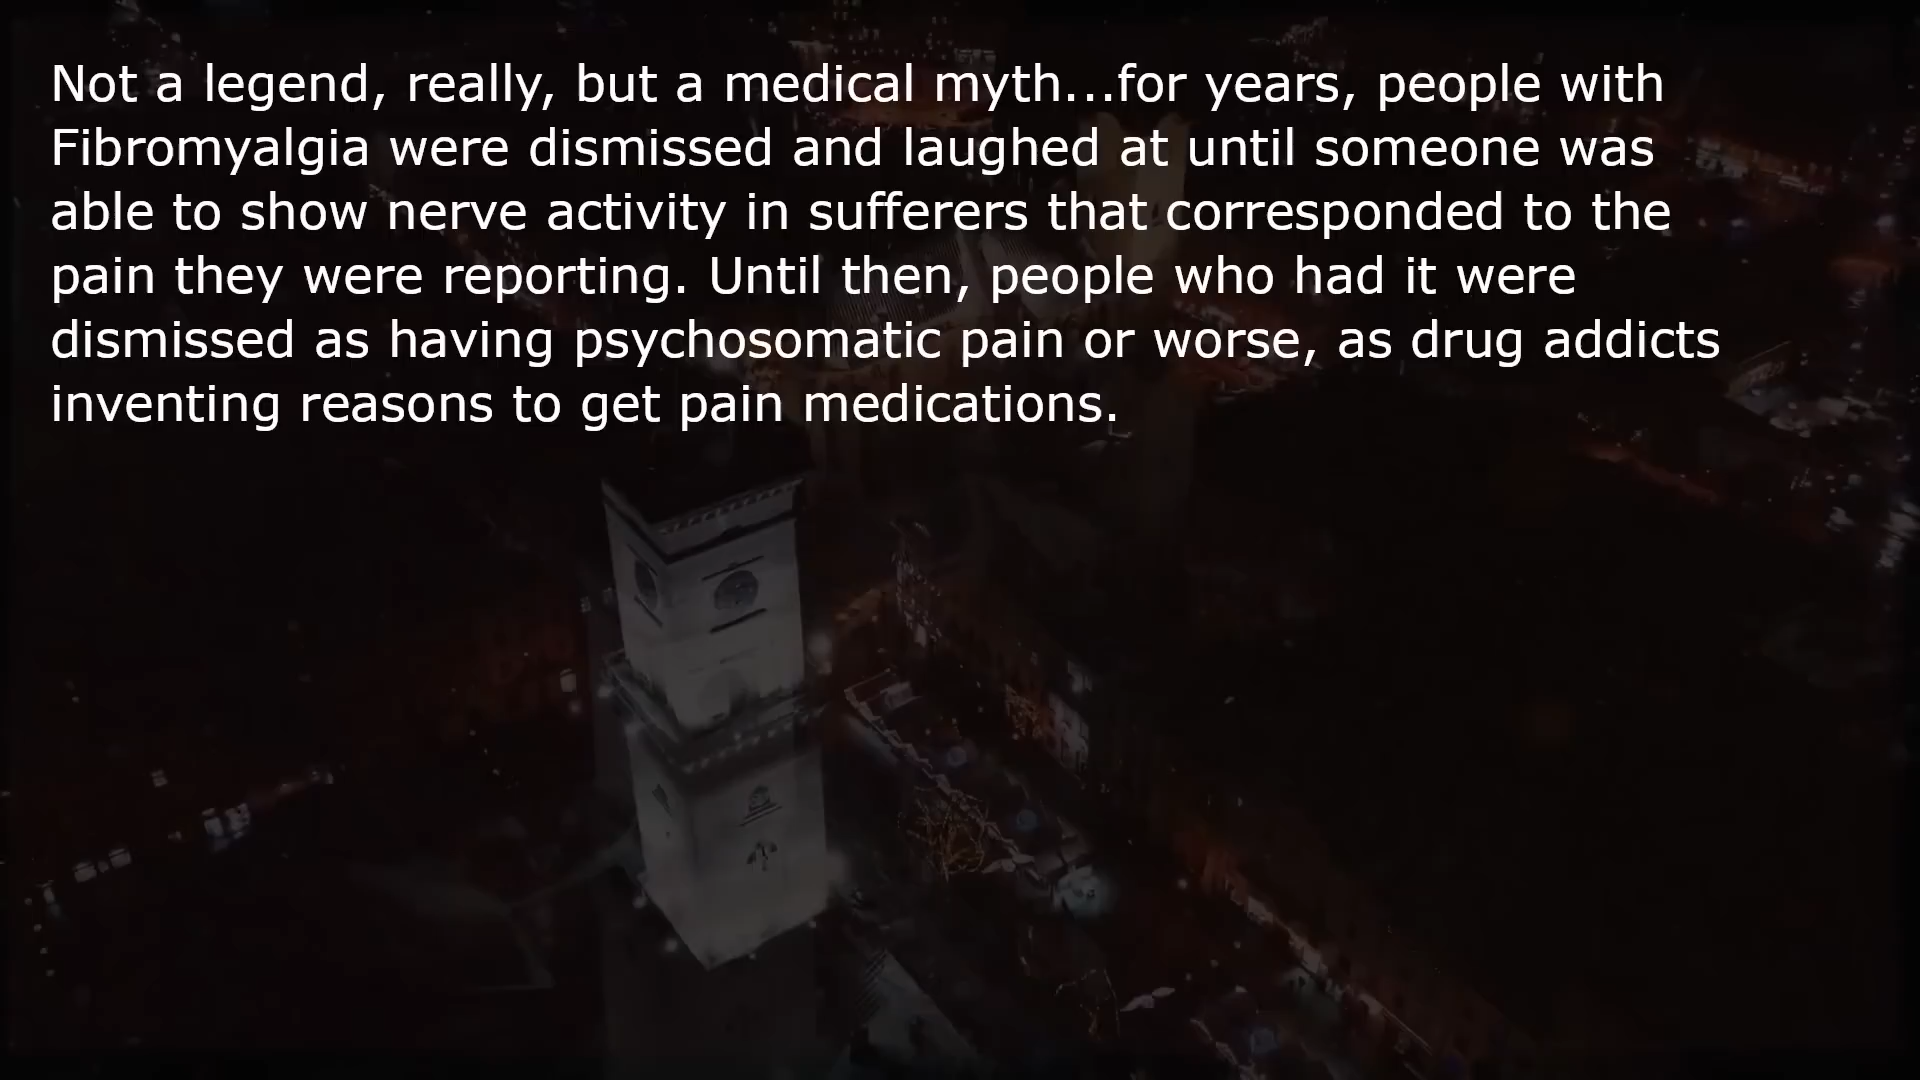 Not a legend, really, but a medical myth...for years, people with
Fibromyalgia were dismissed and laughed at until someone was
able to show nerve activity in sufferers that corresponded to the
pain they were reporting. Until then, people who had it were
dismissed as having psychosomatic pain or worse, as drug addicts
inventing reasons to get pain medications.